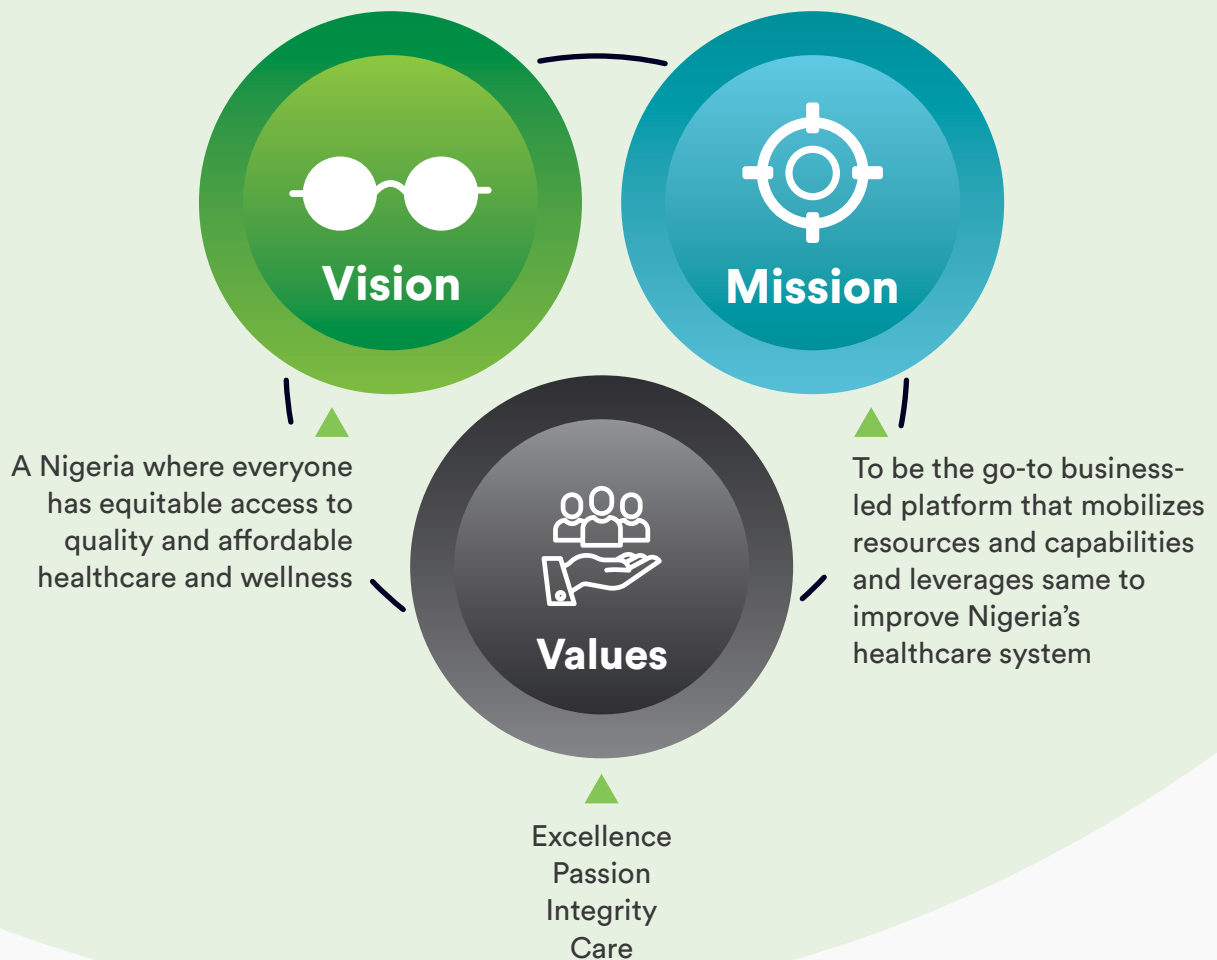 Vision
Mission
A Nigeria where everyone
has equitable access to
quality and affordable
healthcare and wellness
To be the go-to business-
led platform that mobilizes
resources and capabilities
and leverages same to
improve Nigeria’s
healthcare system
Values
Excellence
Passion
Integrity
Care